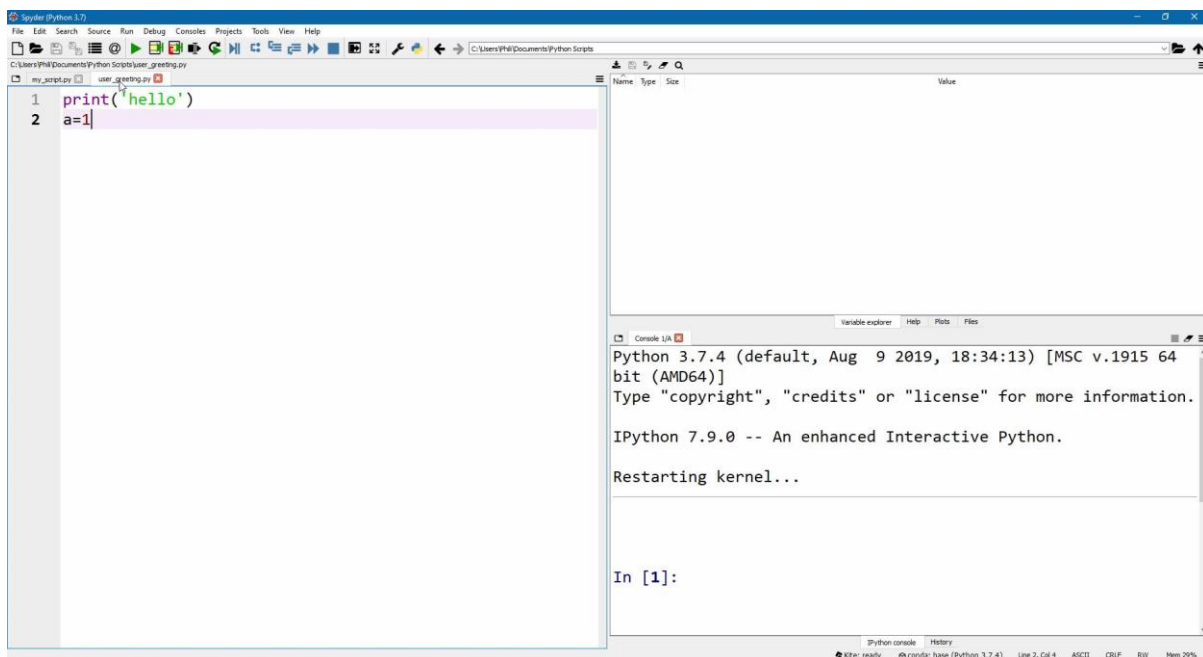 Spyder (Python 3.7)
File Edit Search Source Run Debug Consoles Projects Tools View Help
C:\Users\Phil\Documents\Python Scripts
C:\Users\Phil\Documents\Python Scripts\user_greeting.py
my_script.py user_greeting.py
1 print('hello')
2 a=1
Name Type Size Value
Variable explorer Help Plots Files
Console 1/A
Python 3.7.4 (default, Aug 9 2019, 18:34:13) [MSC v.1915 64
bit (AMD64)]
Type "copyright", "credits" or "license" for more information.
IPython 7.9.0 -- An enhanced Interactive Python.
Restarting kernel...
In [1]:
IPython console History
Kite: ready conda: base (Python 3.7.4) Line 2, Col 4 ASCII CRLF RW Mem 29%